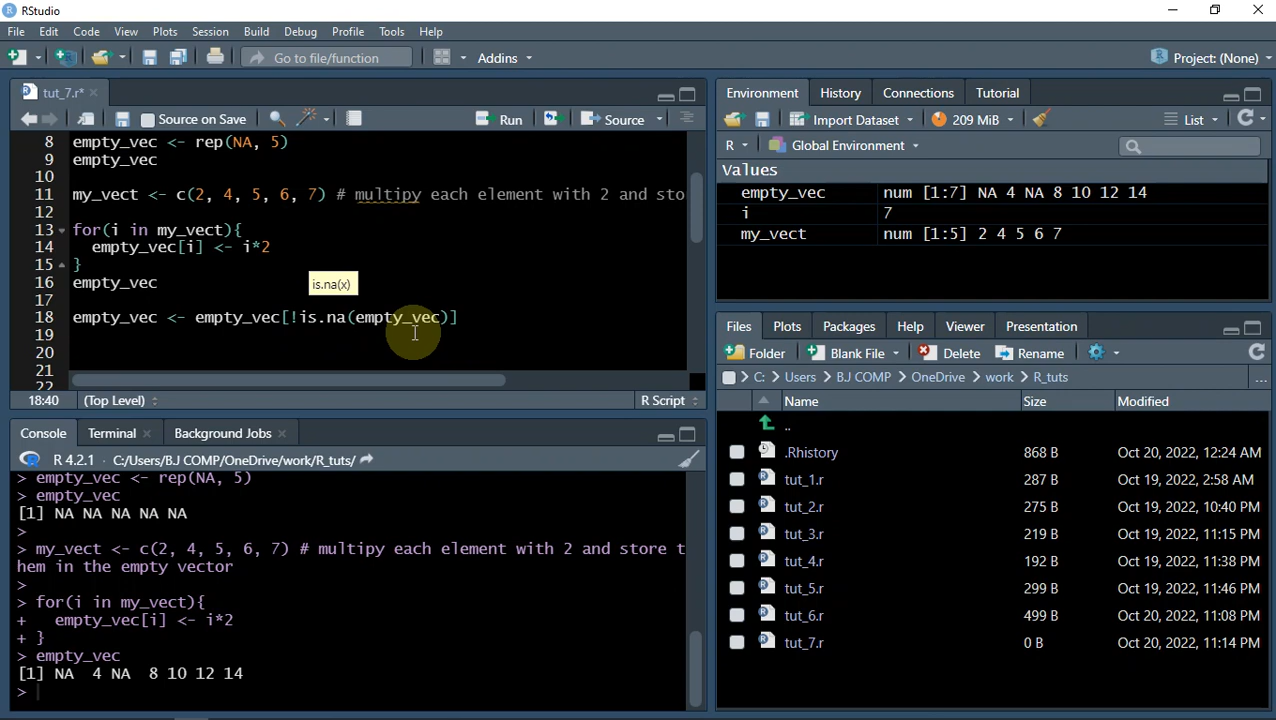 RStudio
File Edit Code View Plots Session Build Debug Profile Tools Help
Go to file/function Addins Project: (None)
tut_7.r*
Source on Save Run Source
8 empty_vec <- rep(NA, 5)
9 empty_vec
10
11 my_vect <- c(2, 4, 5, 6, 7) # multipy each element with 2 and sto
12
13 for(i in my_vect){
14 empty_vec[i] <- i*2
15 }
16 empty_vec
is.na(x)
17
18 empty_vec <- empty_vec[!is.na(empty_vec)]
19
20
21
22
18:40 (Top Level) R Script
Console Terminal Background Jobs
R 4.2.1 · C:/Users/BJ COMP/OneDrive/work/R_tuts/
> empty_vec <- rep(NA, 5)
> empty_vec
[1] NA NA NA NA NA
>
> my_vect <- c(2, 4, 5, 6, 7) # multipy each element with 2 and store t
hem in the empty vector
>
> for(i in my_vect){
+ empty_vec[i] <- i*2
+ }
> empty_vec
[1] NA 4 NA 8 10 12 14
>
Environment History Connections Tutorial
Import Dataset 209 MiB List
R Global Environment
Values
empty_vec num [1:7] NA 4 NA 8 10 12 14
i 7
my_vect num [1:5] 2 4 5 6 7
Files Plots Packages Help Viewer Presentation
Folder Blank File Delete Rename
C: Users BJ COMP OneDrive work R_tuts ...
Name Size Modified
..
.Rhistory 868 B Oct 20, 2022, 12:24 AM
tut_1.r 287 B Oct 19, 2022, 2:58 AM
tut_2.r 275 B Oct 19, 2022, 10:40 PM
tut_3.r 219 B Oct 19, 2022, 11:15 PM
tut_4.r 192 B Oct 19, 2022, 11:38 PM
tut_5.r 299 B Oct 19, 2022, 11:46 PM
tut_6.r 499 B Oct 20, 2022, 11:08 PM
tut_7.r 0 B Oct 20, 2022, 11:14 PM